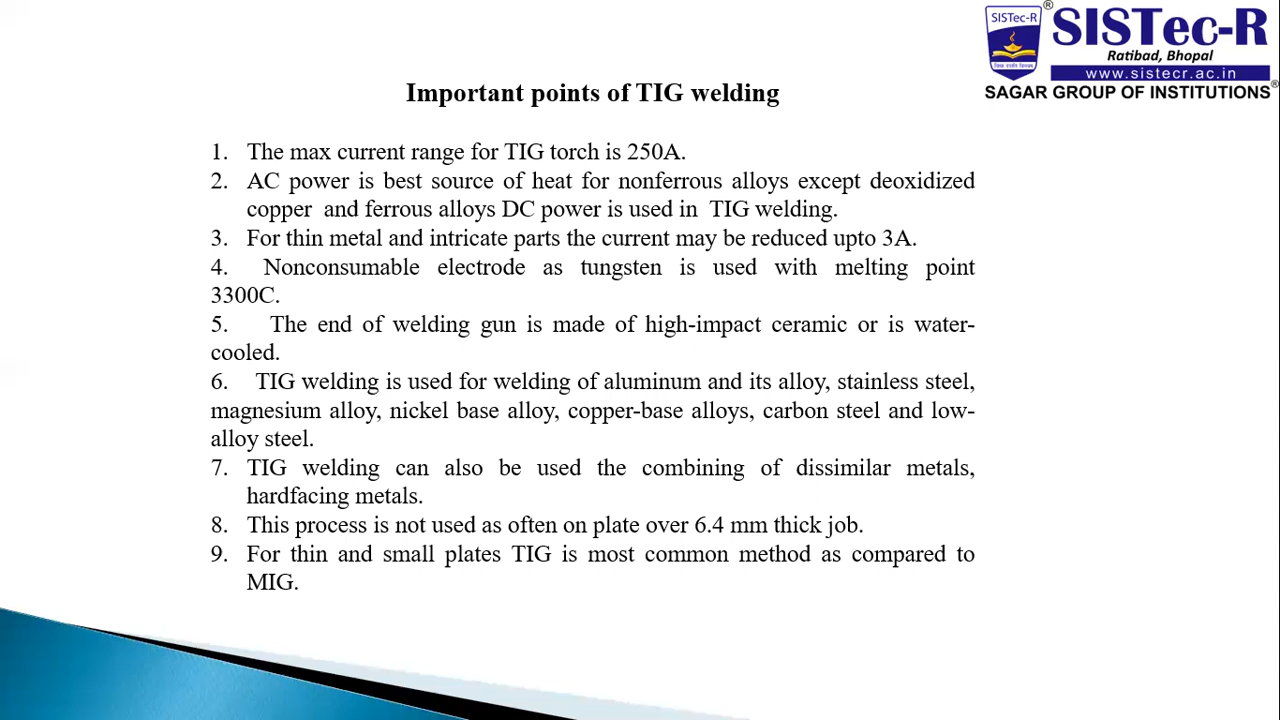 SISTec-R
®
SISTec-R
Ratibad, Bhopal
www.sistecr.ac.in
SAGAR GROUP OF INSTITUTIONS®
Important points of TIG welding
1. The max current range for TIG torch is 250A.
2. AC power is best source of heat for nonferrous alloys except deoxidized
copper and ferrous alloys DC power is used in TIG welding.
3. For thin metal and intricate parts the current may be reduced upto 3A.
4. Nonconsumable electrode as tungsten is used with melting point
3300C.
5. The end of welding gun is made of high-impact ceramic or is water-
cooled.
6. TIG welding is used for welding of aluminum and its alloy, stainless steel,
magnesium alloy, nickel base alloy, copper-base alloys, carbon steel and low-
alloy steel.
7. TIG welding can also be used the combining of dissimilar metals,
hardfacing metals.
8. This process is not used as often on plate over 6.4 mm thick job.
9. For thin and small plates TIG is most common method as compared to
MIG.